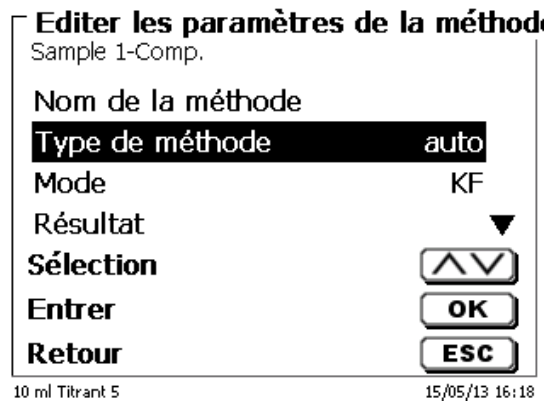 Editer les paramètres de la méthod
Sample 1-Comp.
Nom de la méthode
Type de méthode auto
Mode KF
Résultat ▼
Sélection
Entrer OK
Retour ESC
10 ml Titrant 5 15/05/13 16:18